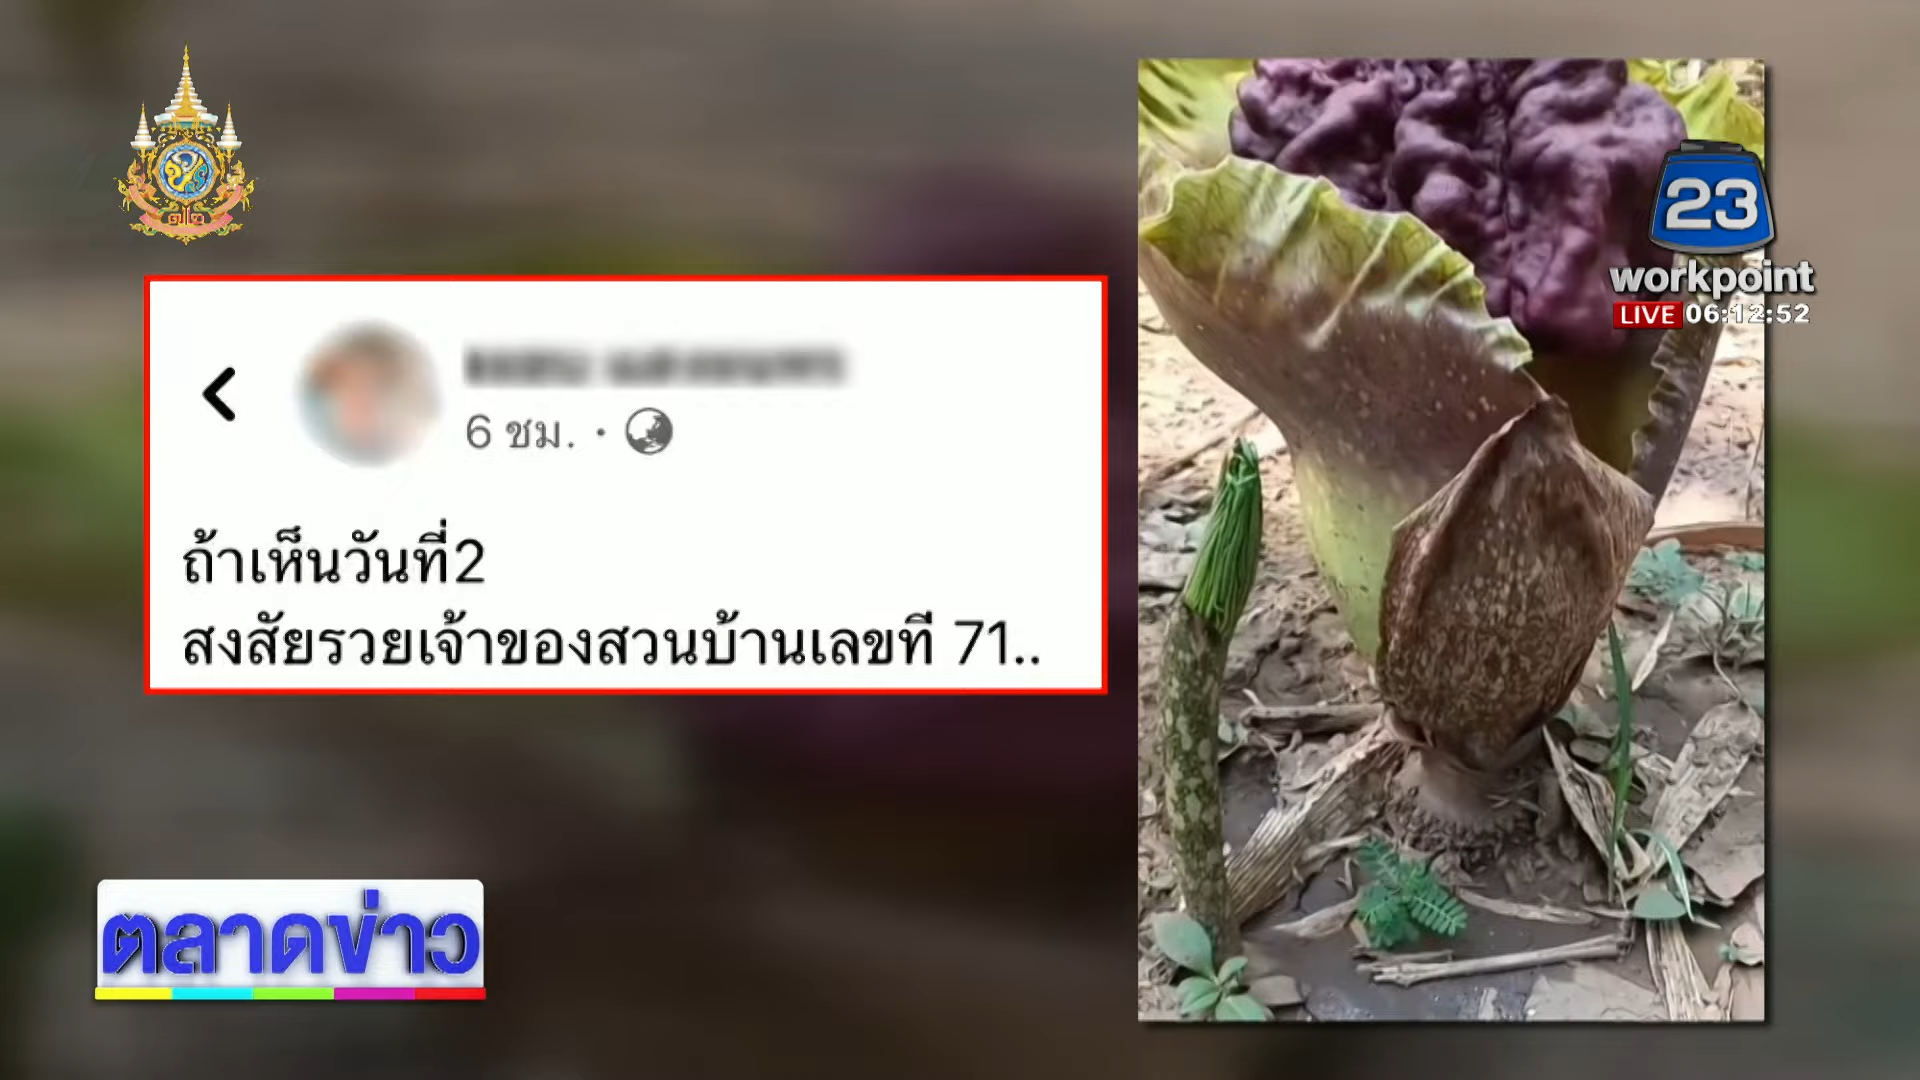 23
workpoint
LIVE 06:12:52
6 ชม. ·
ถ้าเห็นวันที่2
สงสัยรวยเจ้าของสวนบ้านเลขที่ 71..
ตลาดข่าว